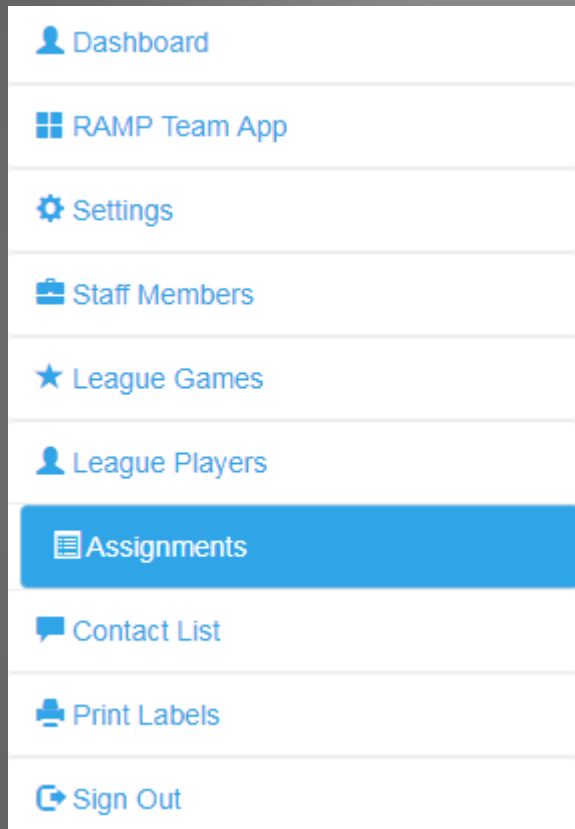 Dashboard
RAMP Team App
Settings
Staff Members
League Games
League Players
Assignments
Contact List
Print Labels
Sign Out